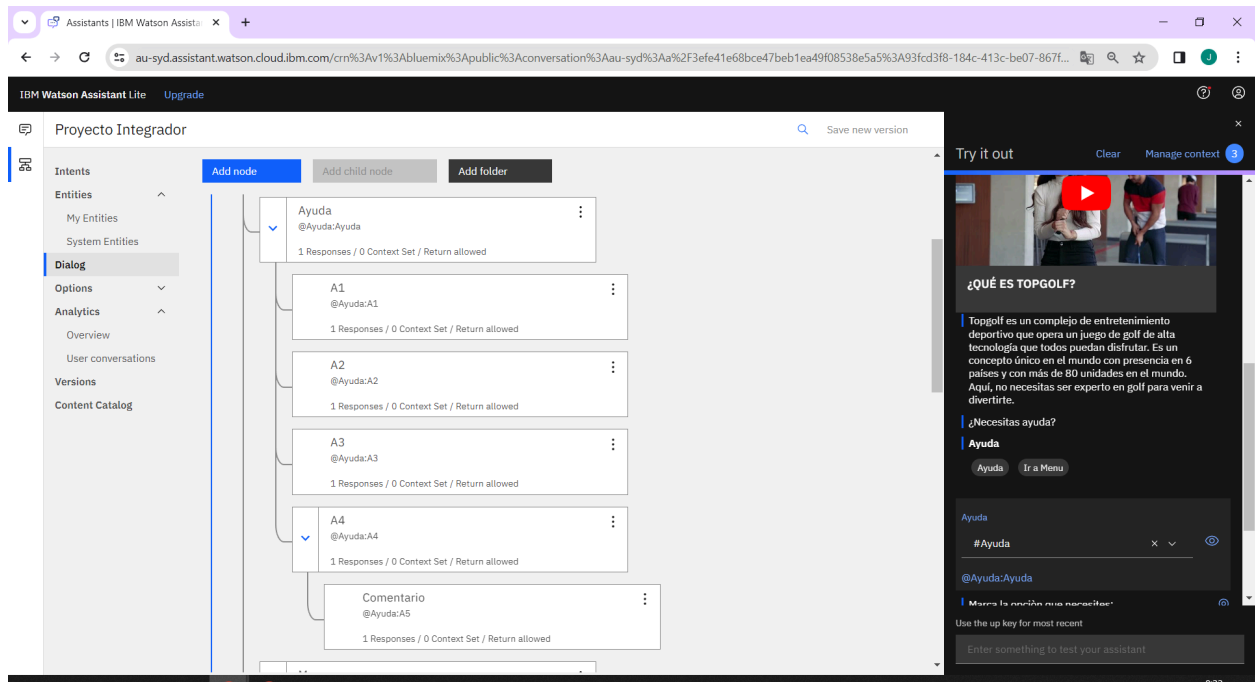 Assistants | IBM Watson Assista
au-syd.assistant.watson.cloud.ibm.com/crn%3Av1%3Abluemix%3Apublic%3Aconversation%3Aau-syd%3Aa%2F3efe41e68bce47beb1ea49f08538e5a5%3A93fcd3f8-184c-413c-be07-867f...
J
IBM Watson Assistant Lite Upgrade
Proyecto Integrador
Save new version
Intents
Entities
My Entities
System Entities
Dialog
Options
Analytics
Overview
User conversations
Versions
Content Catalog
Add node
Add child node
Add folder
Ayuda
@Ayuda:Ayuda
1 Responses / 0 Context Set / Return allowed
A1
@Ayuda:A1
1 Responses / 0 Context Set / Return allowed
A2
@Ayuda:A2
1 Responses / 0 Context Set / Return allowed
A3
@Ayuda:A3
1 Responses / 0 Context Set / Return allowed
A4
@Ayuda:A4
1 Responses / 0 Context Set / Return allowed
Comentario
@Ayuda:A5
1 Responses / 0 Context Set / Return allowed
Try it out
Clear
Manage context 3
¿QUÉ ES TOPGOLF?
Topgolf es un complejo de entretenimiento
deportivo que opera un juego de golf de alta
tecnología que todos puedan disfrutar. Es un
concepto único en el mundo con presencia en 6
países y con más de 80 unidades en el mundo.
Aquí, no necesitas ser experto en golf para venir a
divertirte.
¿Necesitas ayuda?
Ayuda
Ayuda
Ir a Menu
Ayuda
#Ayuda
@Ayuda:Ayuda
Marca la opciòn que necesites:
Use the up key for most recent
Enter something to test your assistant